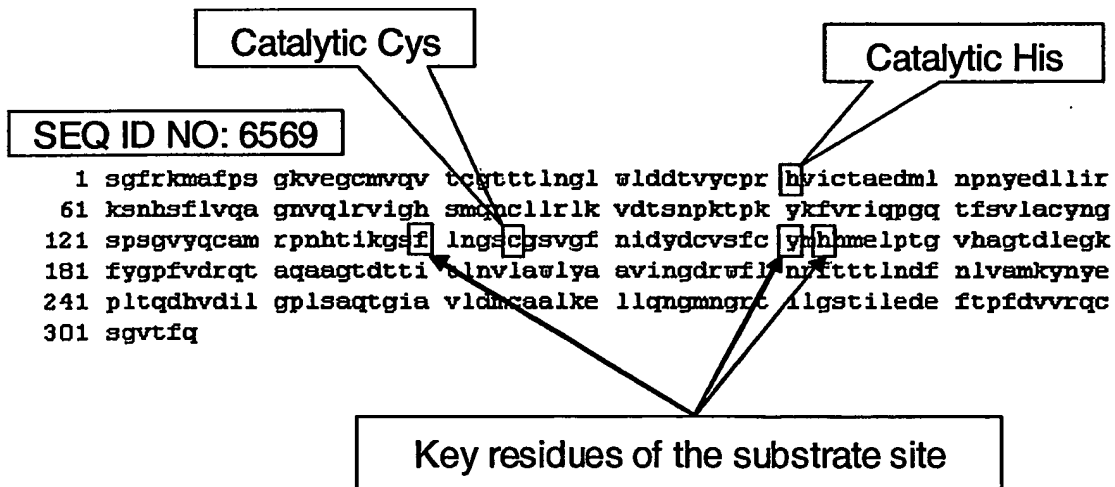 Catalytic Cys
Catalytic His
SEQ ID NO: 6569
1 sgfrkmafps gkvegcmvqv tcgtttlngl wlddtvycpr hvictaedml npnyedllir
61 ksnhsflvqa gnvqlrvigh smqncllrlk vdtsnpktpk ykfvriqpgq tfsvlacyng
121 spsgvyqcam rpnhtikgsf lngscgsvgf nidydcvsfc ymhhmelptg vhagtdlegk
181 fygpfvdrqt aqaagtdtti tlnvlawlya avingdrwfl nrftttlndf nlvamkynye
241 pltqdhvdil gplsaqtgia vldmcaalke llqngmngrt ilgstilede ftpfdvvrqc
301 sgvtfq
Key residues of the substrate site